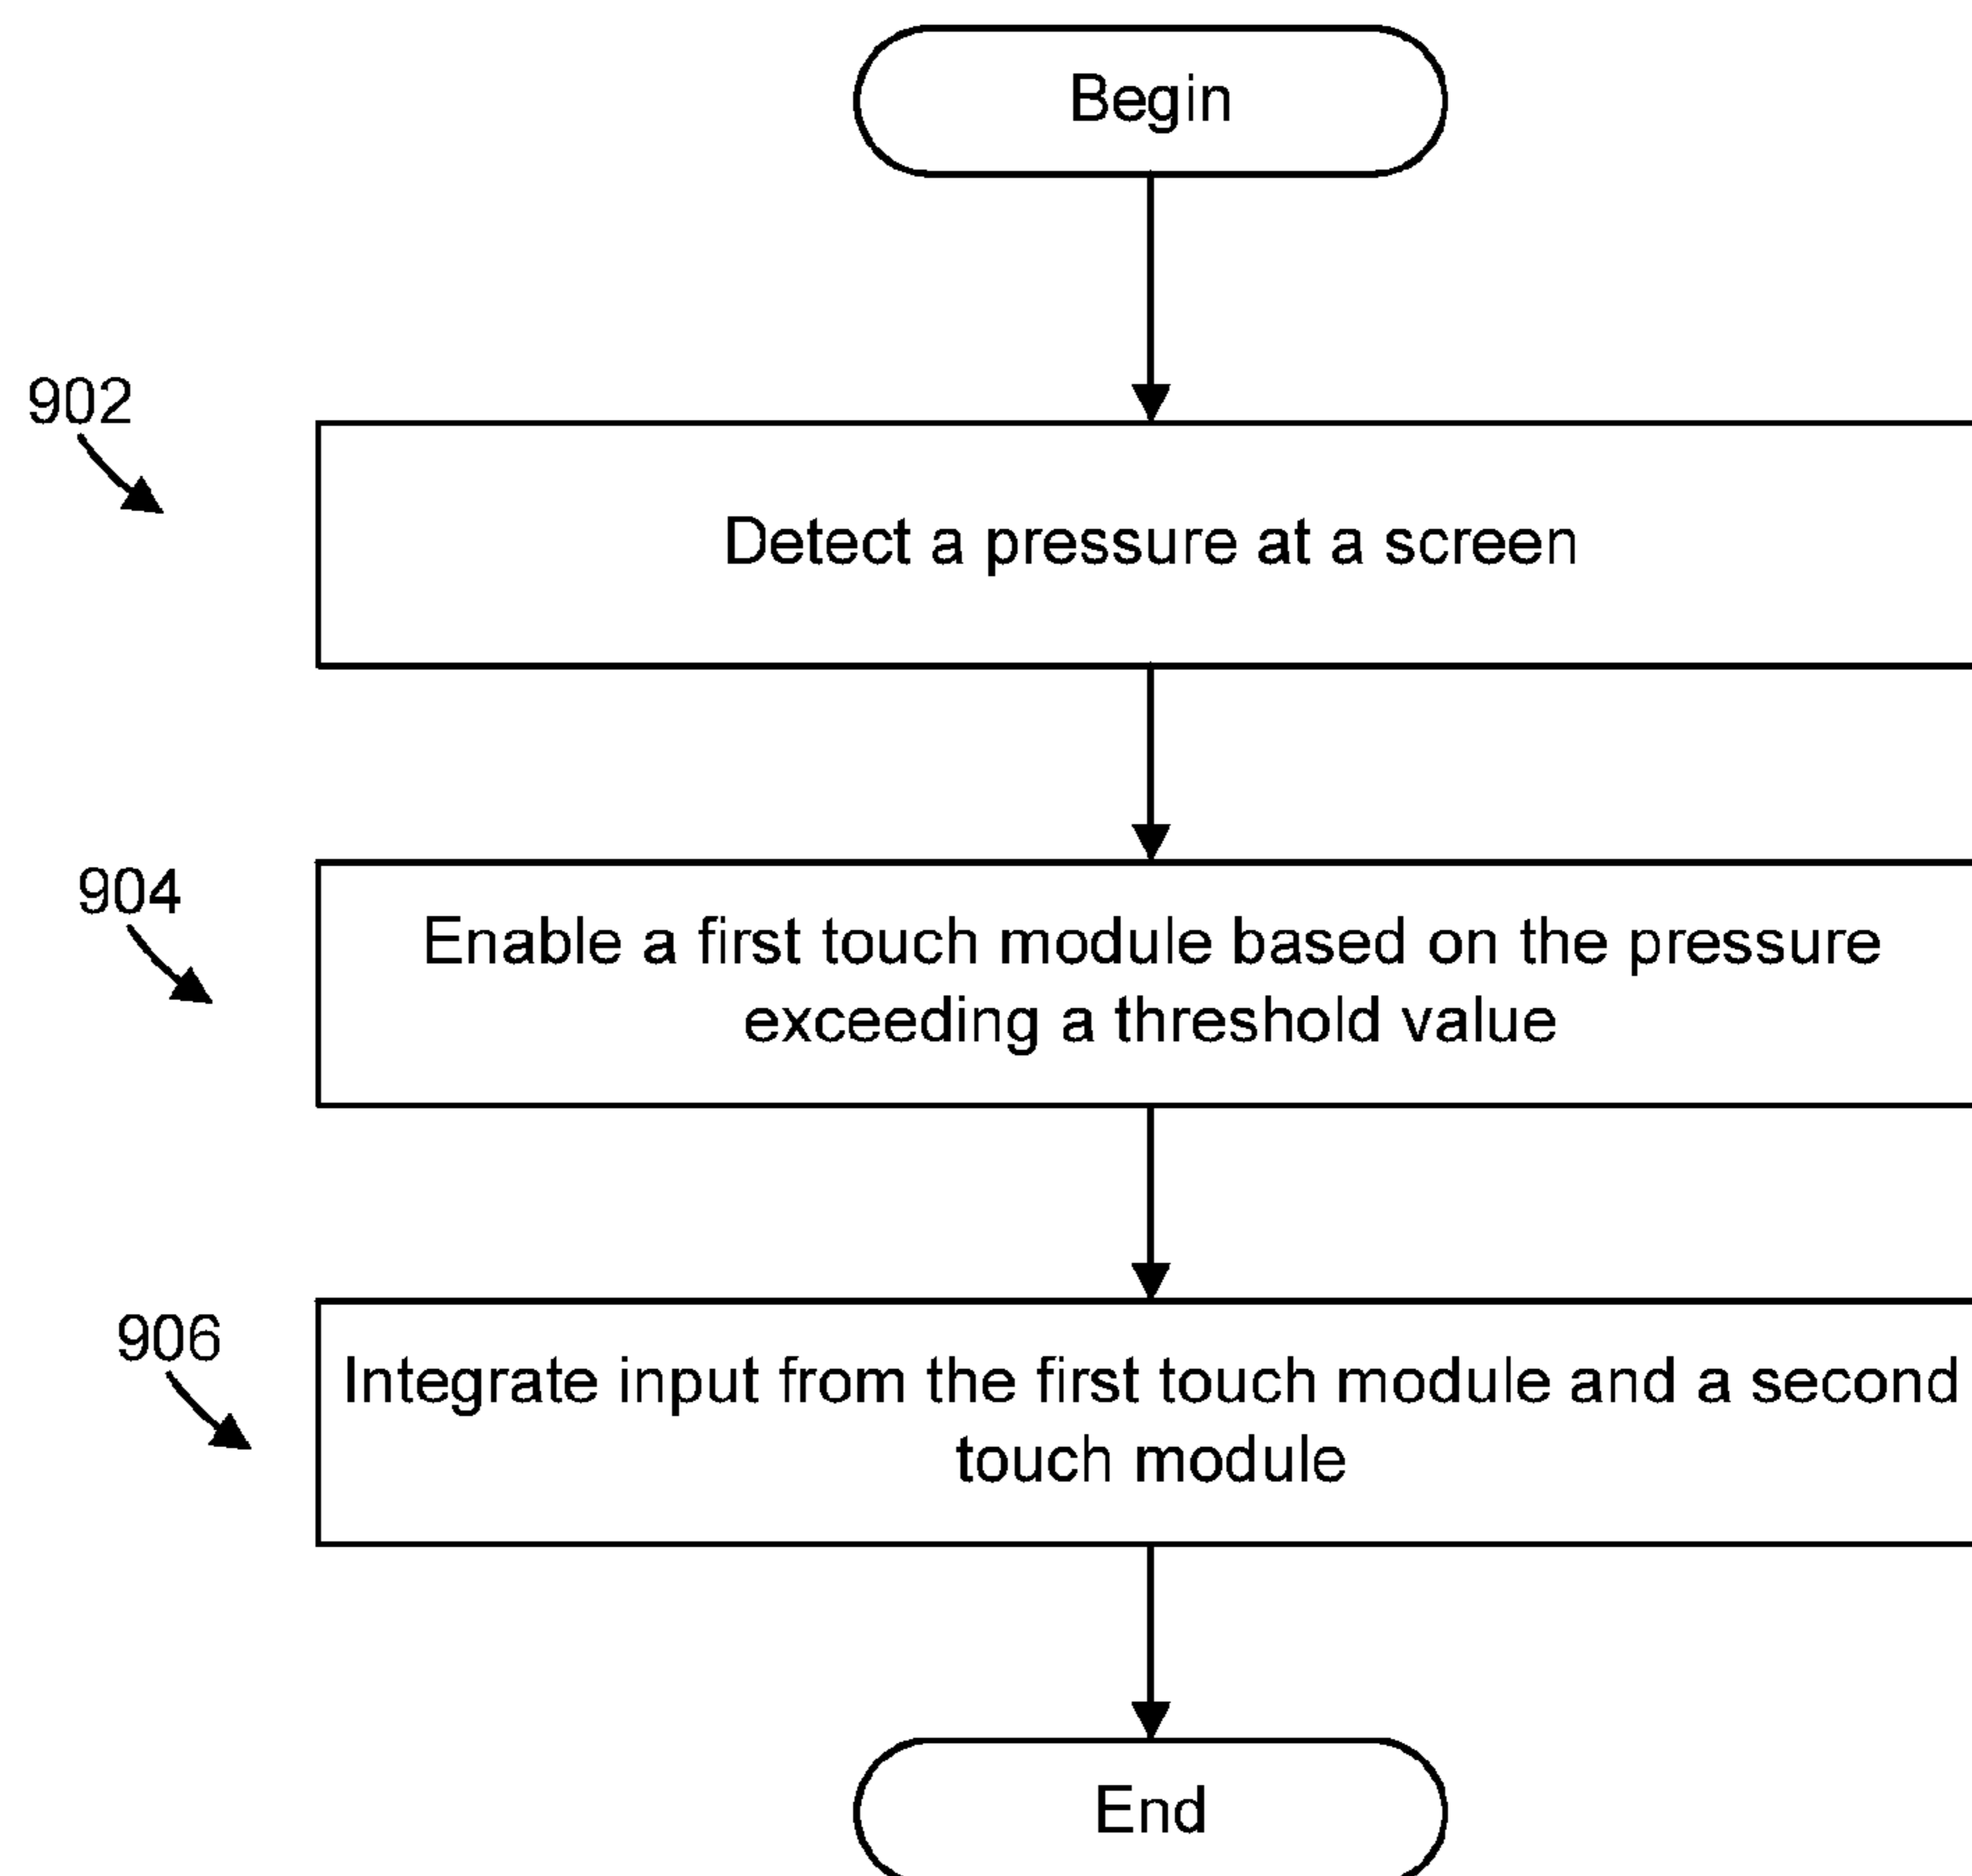 Begin
902
Detect a pressure at a screen
904
Enable a first touch module based on the pressure
exceeding a threshold value
906
Integrate input from the first touch module and a second
touch module
End